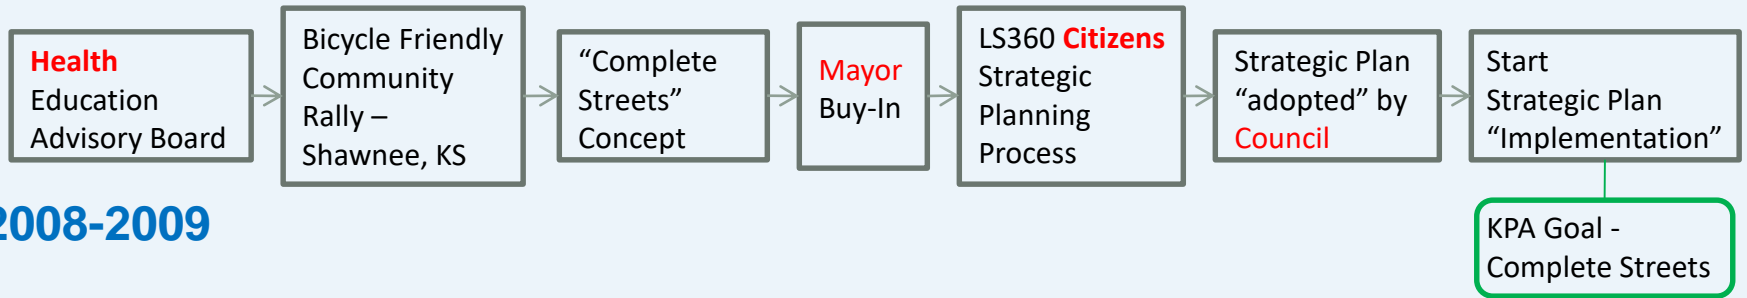 Health
Education
Advisory Board
Bicycle Friendly
Community
Rally –
Shawnee, KS
“Complete
Streets”
Concept
Mayor
Buy-In
LS360 Citizens
Strategic
Planning
Process
Strategic Plan
“adopted” by
Council
Start
Strategic Plan
“Implementation”
2008-2009
KPA Goal -
Complete Streets